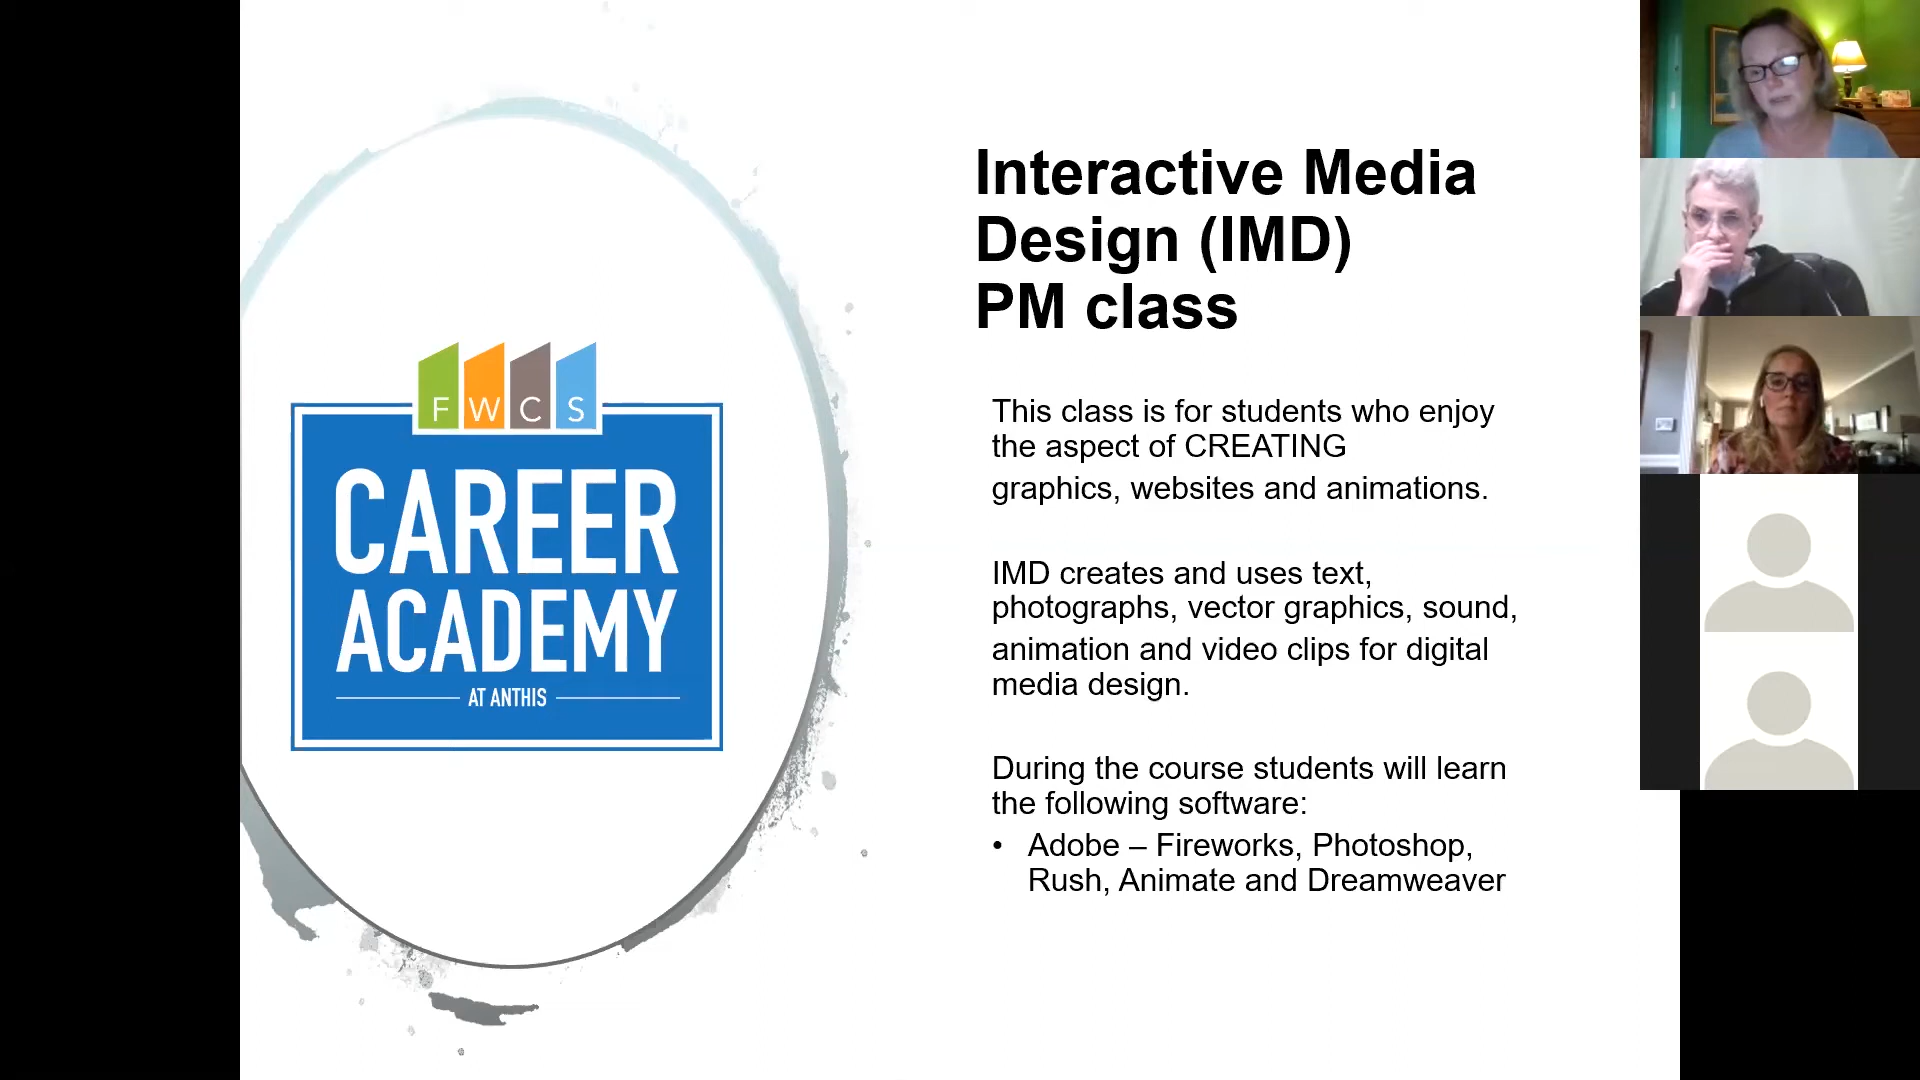 FWCS
CAREER
ACADEMY
AT ANTHIS
Interactive Media
Design (IMD)
PM class
This class is for students who enjoy
the aspect of CREATING
graphics, websites and animations.
IMD creates and uses text,
photographs, vector graphics, sound,
animation and video clips for digital
media design.
During the course students will learn
the following software:
• Adobe – Fireworks, Photoshop,
Rush, Animate and Dreamweaver